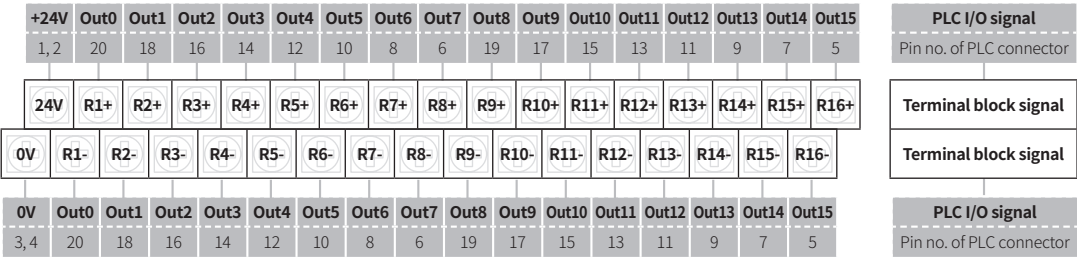 +24V Out0 Out1 Out2 Out3 Out4 Out5 Out6 Out7 Out8 Out9 Out10 Out11 Out12 Out13 Out14 Out15 PLC I/O signal
1, 2 20 18 16 14 12 10 8 6 19 17 15 13 11 9 7 5 Pin no. of PLC connector
24V R1+ R2+ R3+ R4+ R5+ R6+ R7+ R8+ R9+ R10+ R11+ R12+ R13+ R14+ R15+ R16+ Terminal block signal
0V R1- R2- R3- R4- R5- R6- R7- R8- R9- R10- R11- R12- R13- R14- R15- R16- Terminal block signal
0V Out0 Out1 Out2 Out3 Out4 Out5 Out6 Out7 Out8 Out9 Out10 Out11 Out12 Out13 Out14 Out15 PLC I/O signal
3, 4 20 18 16 14 12 10 8 6 19 17 15 13 11 9 7 5 Pin no. of PLC connector